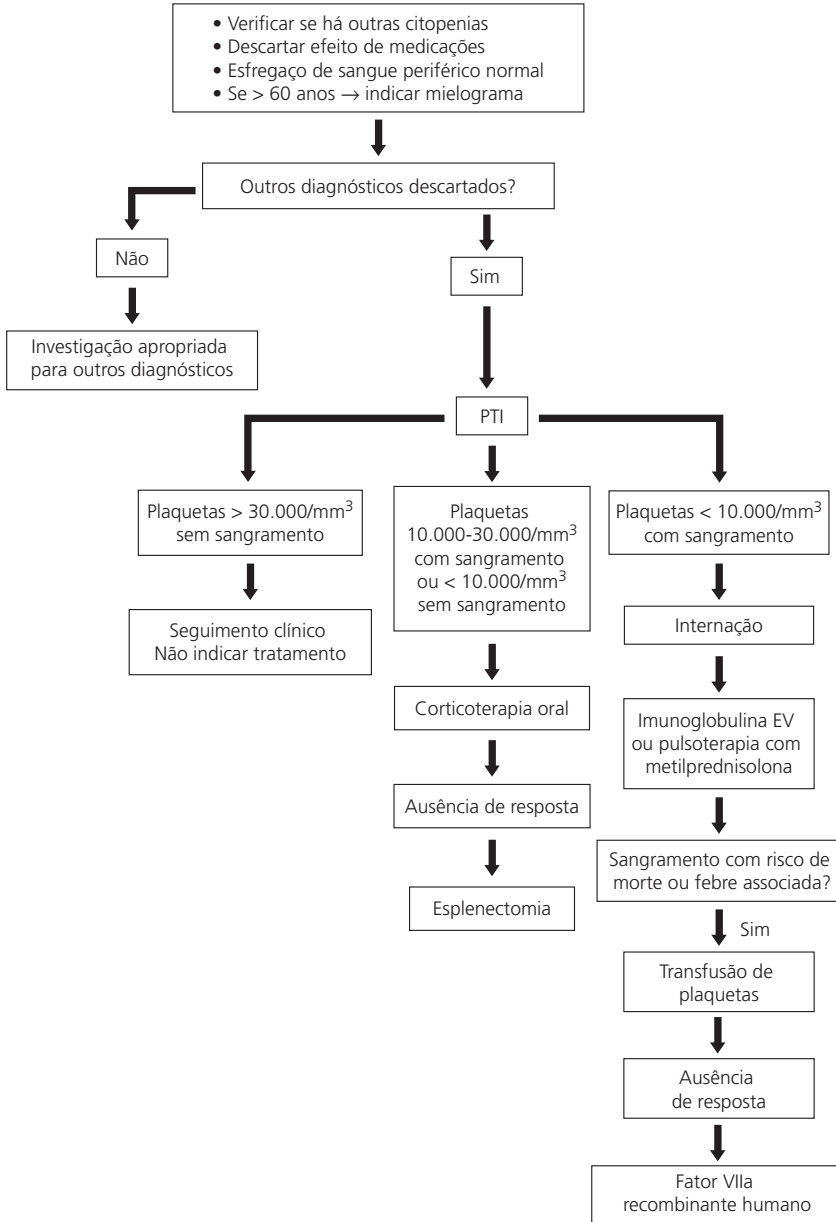 • Verificar se há outras citopenias
• Descartar efeito de medicações
• Esfregaço de sangue periférico normal
• Se > 60 anos → indicar mielograma
Outros diagnósticos descartados?
Não
Sim
Investigação apropriada
para outros diagnósticos
PTI
Plaquetas > 30.000/mm³
sem sangramento
Seguimento clínico
Não indicar tratamento
Plaquetas
10.000-30.000/mm³
com sangramento
ou < 10.000/mm³
sem sangramento
Corticoterapia oral
Ausência de resposta
Esplenectomia
Plaquetas < 10.000/mm³
com sangramento
Internação
Imunoglobulina EV
ou pulsoterapia com
metilprednisolona
Sangramento com risco de
morte ou febre associada?
Sim
Transfusão de
plaquetas
Ausência
de resposta
Fator VIIa
recombinante humano